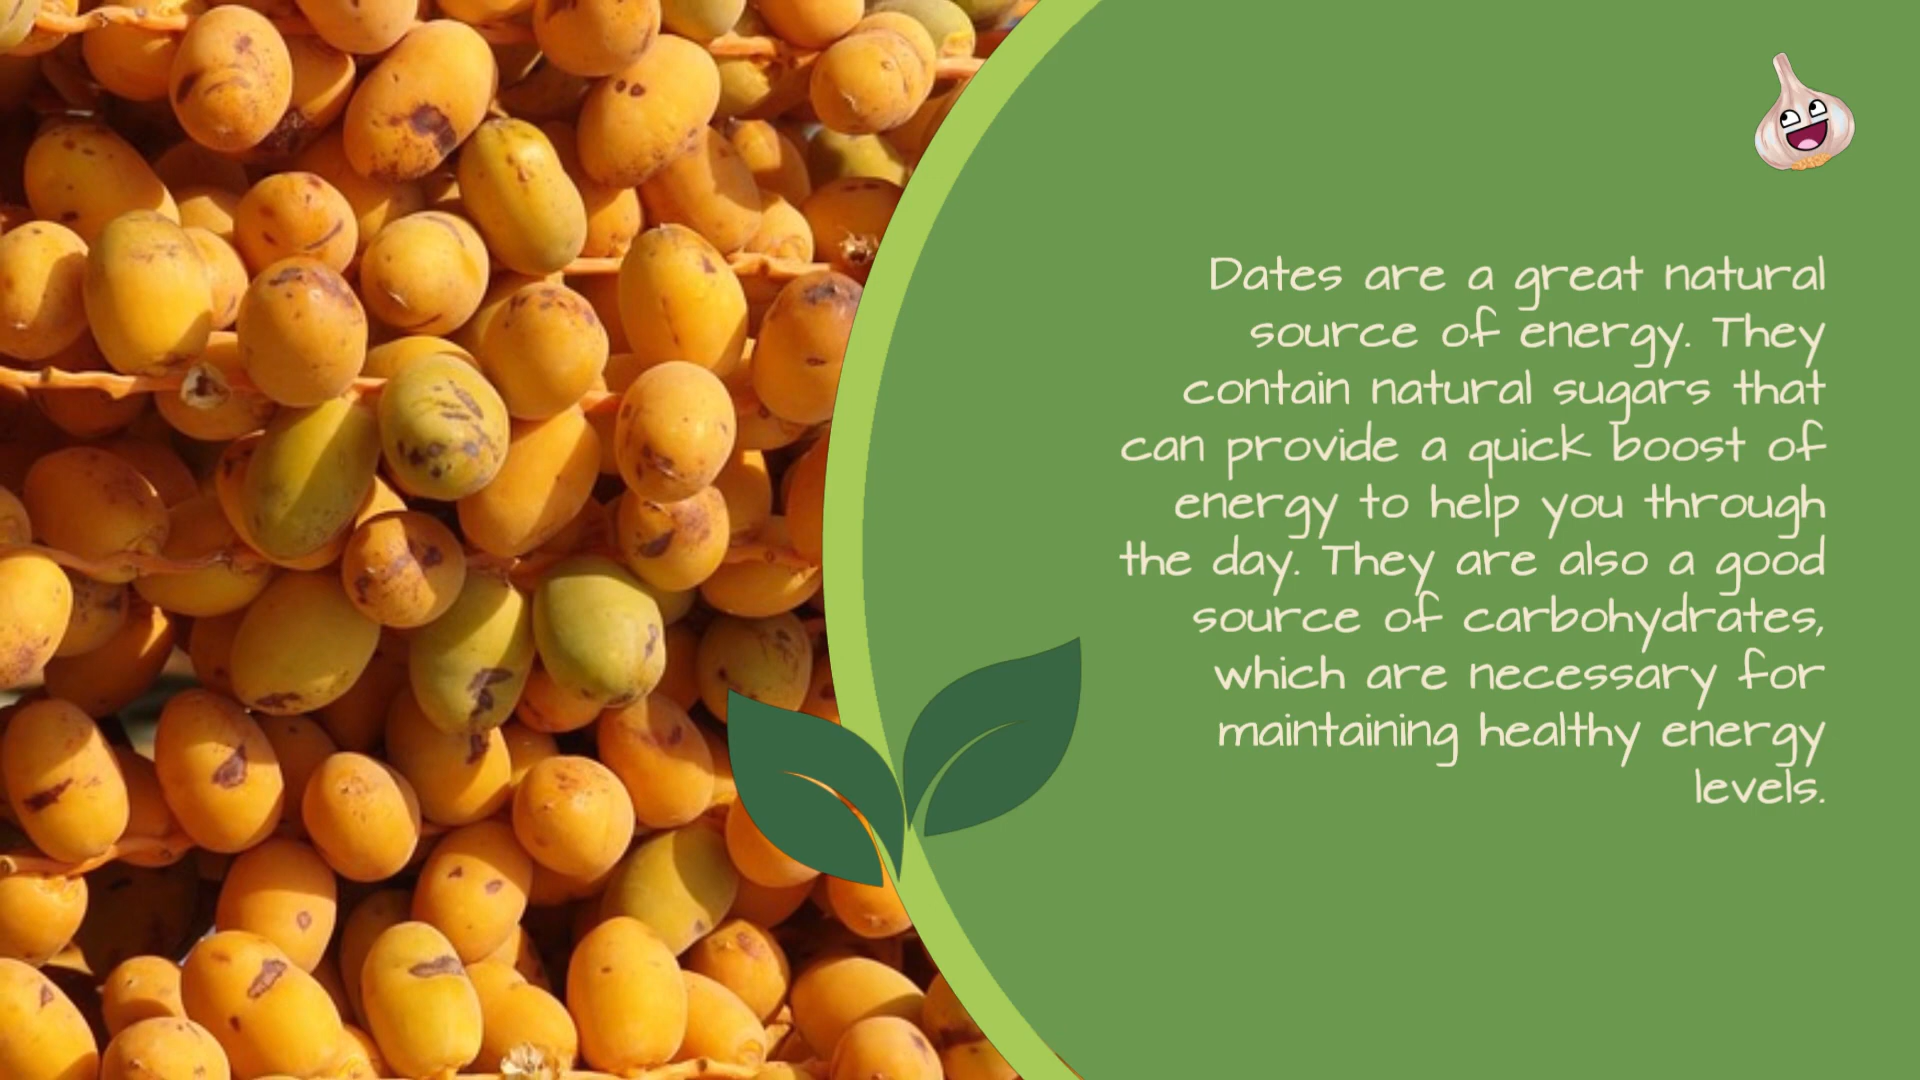 Dates are a great natural
source of energy. They
contain natural sugars that
can provide a quick boost of
energy to help you through
the day. They are also a good
source of carbohydrates,
which are necessary for
maintaining healthy energy
levels.